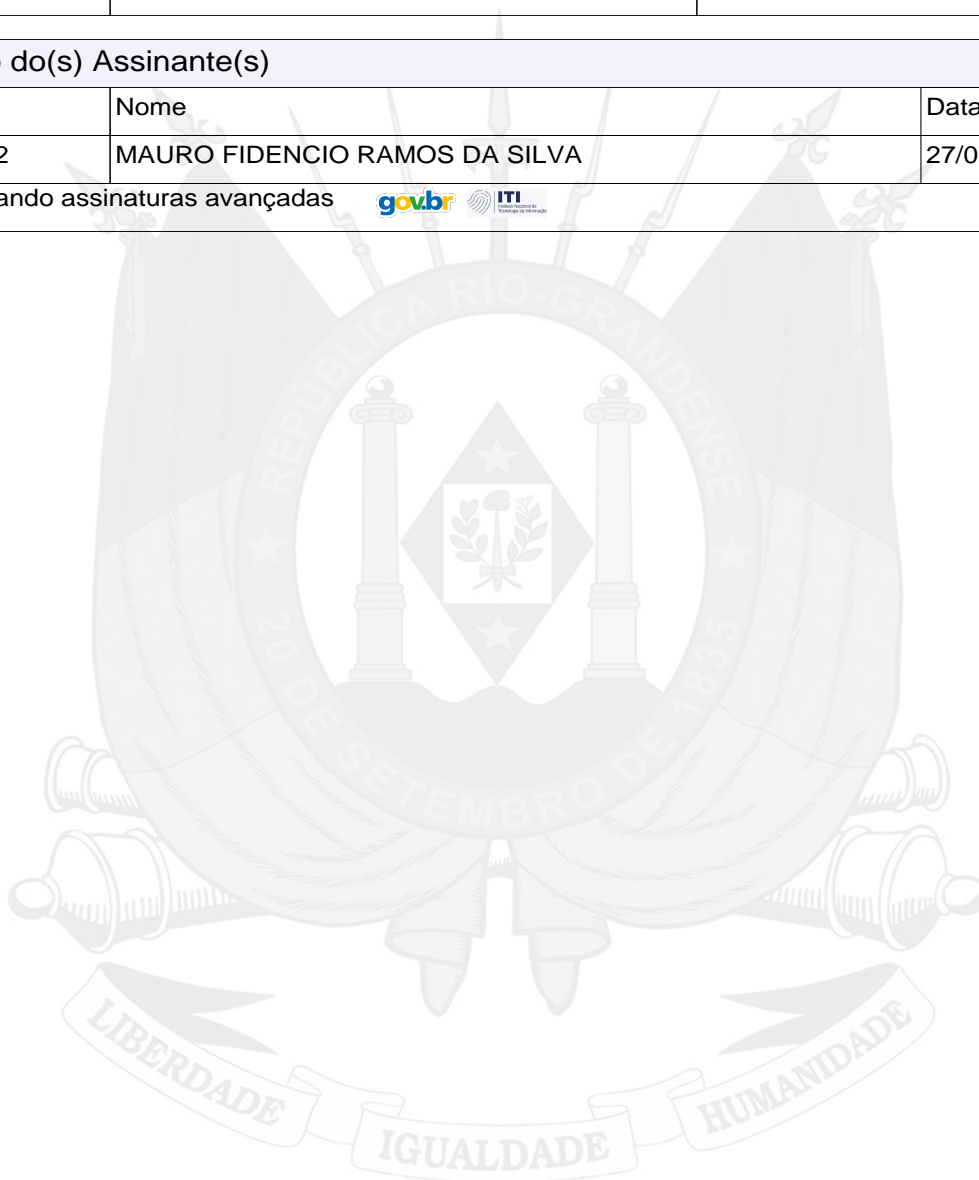 do(s) Assinante(s)
Nome Data
2 MAURO FIDENCIO RAMOS DA SILVA 27/0
ando assinaturas avançadas gov.br ITI
REPÚBLICA RIO-GRANDENSE
20 DE SETEMBRO DE 1835
LIBERDADE IGUALDADE HUMANIDADE